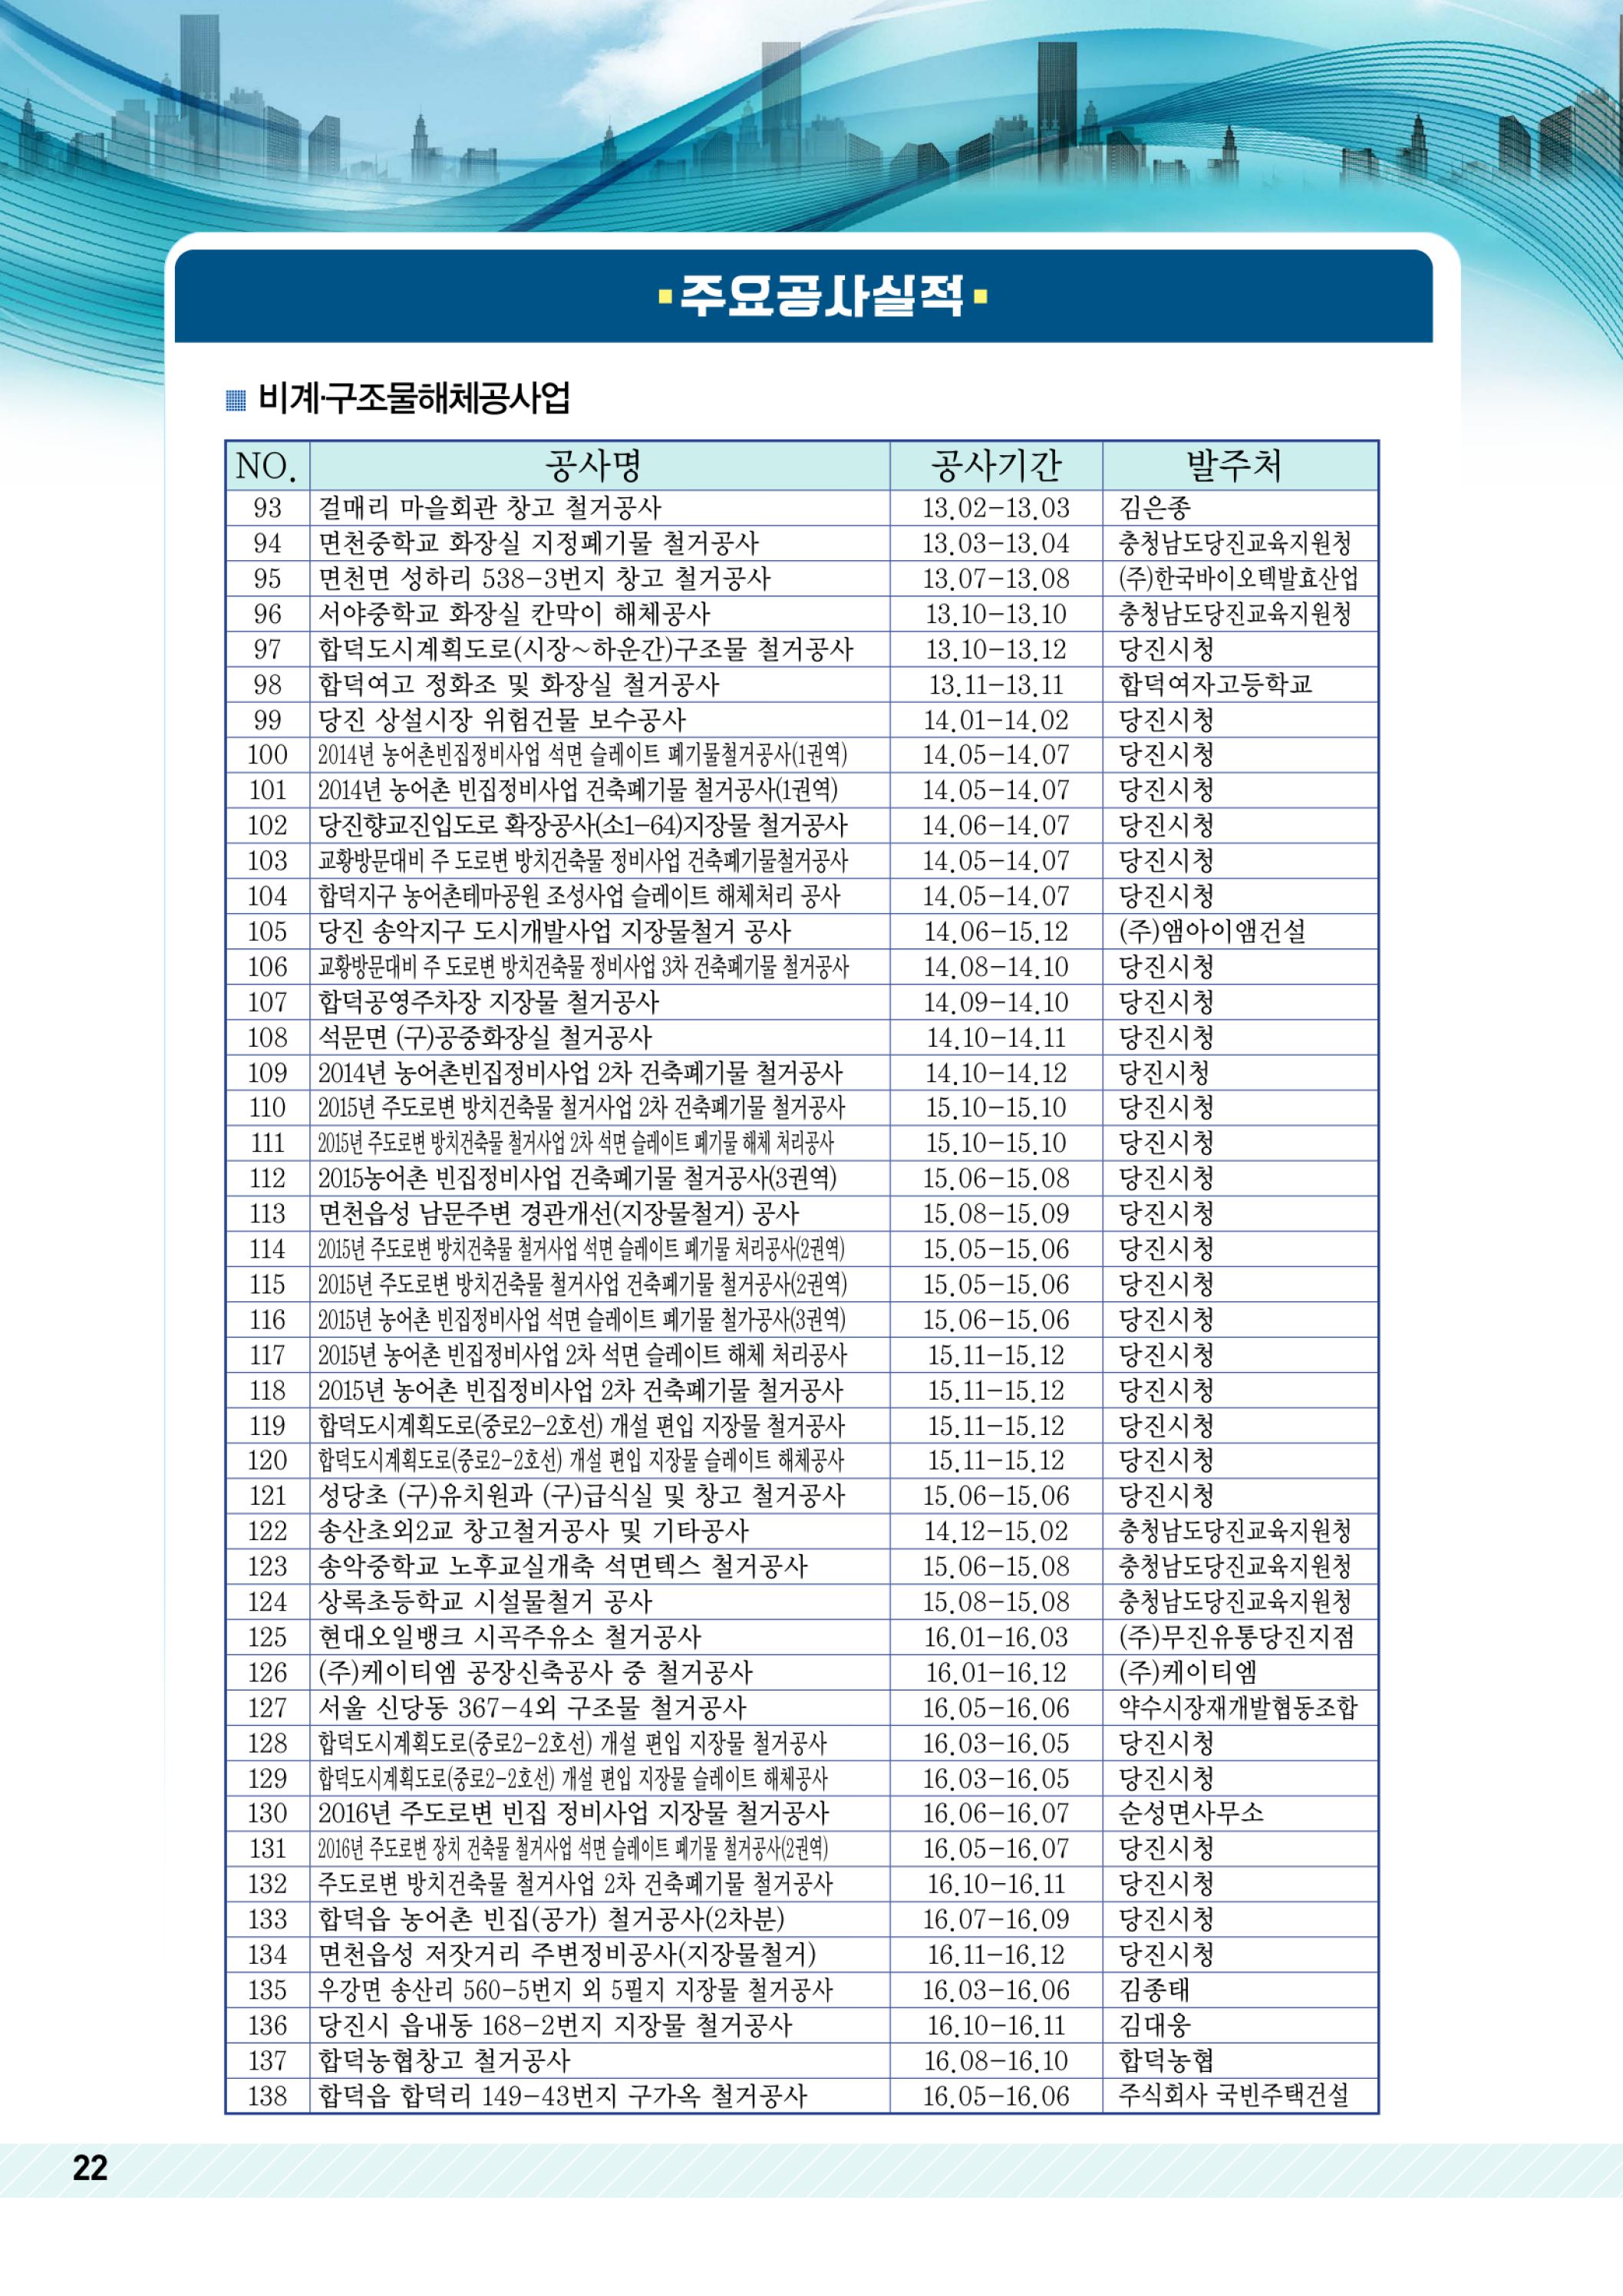 주요공사실적
비계·구조물해체공사업
NO. 공사명 공사기간 발주처
93 걸매리 마을회관 창고 철거공사 13.02-13.03 김은종
94 면천중학교 화장실 지정폐기물 철거공사 13.03-13.04 충청남도당진교육지원청
95 면천면 성하리 538-3번지 창고 철거공사 13.07-13.08 (주)한국바이오텍발효산업
96 서야중학교 화장실 칸막이 해체공사 13.10-13.10 충청남도당진교육지원청
97 합덕도시계획도로(시장~하운간)구조물 철거공사 13.10-13.12 당진시청
98 합덕여고 정화조 및 화장실 철거공사 13.11-13.11 합덕여자고등학교
99 당진 상설시장 위험건물 보수공사 14.01-14.02 당진시청
100 2014년 농어촌빈집정비사업 석면 슬레이트 폐기물철거공사(1권역) 14.05-14.07 당진시청
101 2014년 농어촌 빈집정비사업 건축폐기물 철거공사(1권역) 14.05-14.07 당진시청
102 당진향교진입도로 확장공사(소1-64)지장물 철거공사 14.06-14.07 당진시청
103 교황방문대비 주 도로변 방치건축물 정비사업 건축폐기물철거공사 14.05-14.07 당진시청
104 합덕지구 농어촌테마공원 조성사업 슬레이트 해체처리 공사 14.05-14.07 당진시청
105 당진 송악지구 도시개발사업 지장물철거 공사 14.06-15.12 (주)앰아이앰건설
106 교황방문대비 주 도로변 방치건축물 정비사업 3차 건축폐기물 철거공사 14.08-14.10 당진시청
107 합덕공영주차장 지장물 철거공사 14.09-14.10 당진시청
108 석문면 (구)공중화장실 철거공사 14.10-14.11 당진시청
109 2014년 농어촌빈집정비사업 2차 건축폐기물 철거공사 14.10-14.12 당진시청
110 2015년 주도로변 방치건축물 철거사업 2차 건축폐기물 철거공사 15.10-15.10 당진시청
111 2015년 주도로변 방치건축물 철거사업 2차 석면 슬레이트 폐기물 해체 처리공사 15.10-15.10 당진시청
112 2015농어촌 빈집정비사업 건축폐기물 철거공사(3권역) 15.06-15.08 당진시청
113 면천읍성 남문주변 경관개선(지장물철거) 공사 15.08-15.09 당진시청
114 2015년 주도로변 방치건축물 철거사업 석면 슬레이트 폐기물 처리공사(2권역) 15.05-15.06 당진시청
115 2015년 주도로변 방치건축물 철거사업 건축폐기물 철거공사(2권역) 15.05-15.06 당진시청
116 2015년 농어촌 빈집정비사업 석면 슬레이트 폐기물 철가공사(3권역) 15.06-15.06 당진시청
117 2015년 농어촌 빈집정비사업 2차 석면 슬레이트 해체 처리공사 15.11-15.12 당진시청
118 2015년 농어촌 빈집정비사업 2차 건축폐기물 철거공사 15.11-15.12 당진시청
119 합덕도시계획도로(중로2-2호선) 개설 편입 지장물 철거공사 15.11-15.12 당진시청
120 합덕도시계획도로(중로2-2호선) 개설 편입 지장물 슬레이트 해체공사 15.11-15.12 당진시청
121 성당초 (구)유치원과 (구)급식실 및 창고 철거공사 15.06-15.06 당진시청
122 송산초외2교 창고철거공사 및 기타공사 14.12-15.02 충청남도당진교육지원청
123 송악중학교 노후교실개축 석면텍스 철거공사 15.06-15.08 충청남도당진교육지원청
124 상록초등학교 시설물철거 공사 15.08-15.08 충청남도당진교육지원청
125 현대오일뱅크 시곡주유소 철거공사 16.01-16.03 (주)무진유통당진지점
126 (주)케이티엠 공장신축공사 중 철거공사 16.01-16.12 (주)케이티엠
127 서울 신당동 367-4외 구조물 철거공사 16.05-16.06 약수시장재개발협동조합
128 합덕도시계획도로(중로2-2호선) 개설 편입 지장물 철거공사 16.03-16.05 당진시청
129 합덕도시계획도로(중로2-2호선) 개설 편입 지장물 슬레이트 해체공사 16.03-16.05 당진시청
130 2016년 주도로변 빈집 정비사업 지장물 철거공사 16.06-16.07 순성면사무소
131 2016년 주도로변 장치 건축물 철거사업 석면 슬레이트 폐기물 철거공사(2권역) 16.05-16.07 당진시청
132 주도로변 방치건축물 철거사업 2차 건축폐기물 철거공사 16.10-16.11 당진시청
133 합덕읍 농어촌 빈집(공가) 철거공사(2차분) 16.07-16.09 당진시청
134 면천읍성 저잣거리 주변정비공사(지장물철거) 16.11-16.12 당진시청
135 우강면 송산리 560-5번지 외 5필지 지장물 철거공사 16.03-16.06 김종태
136 당진시 읍내동 168-2번지 지장물 철거공사 16.10-16.11 김대웅
137 합덕농협창고 철거공사 16.08-16.10 합덕농협
138 합덕읍 합덕리 149-43번지 구가옥 철거공사 16.05-16.06 주식회사 국빈주택건설
22